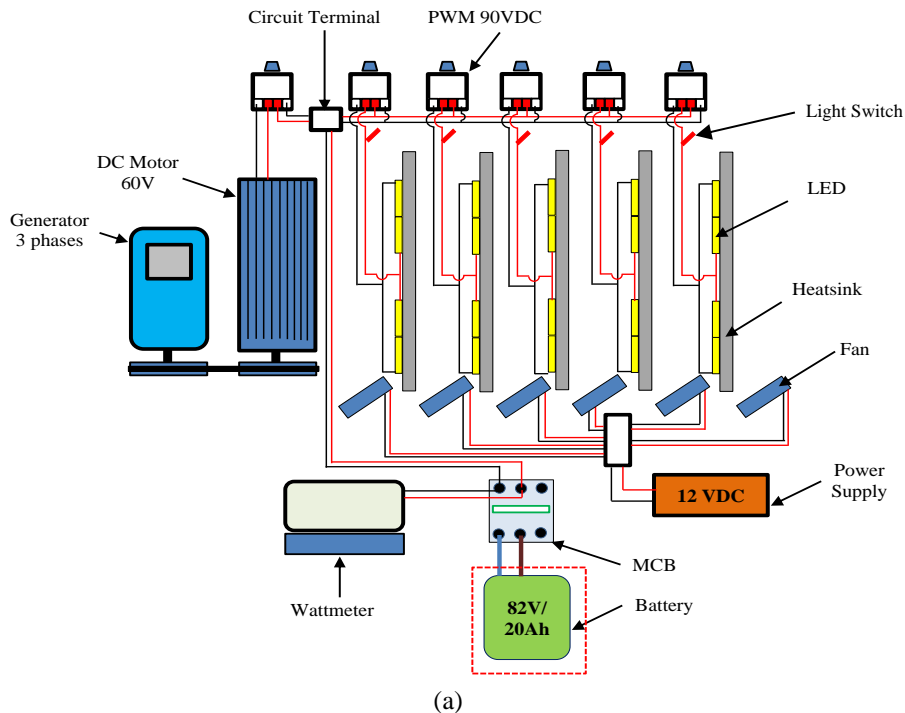 Circuit Terminal
PWM 90VDC
Light Switch
DC Motor
60V
LED
Generator
3 phases
Heatsink
Fan
Power
Supply
12 VDC
MCB
Wattmeter
82V/
20Ah
Battery
(a)